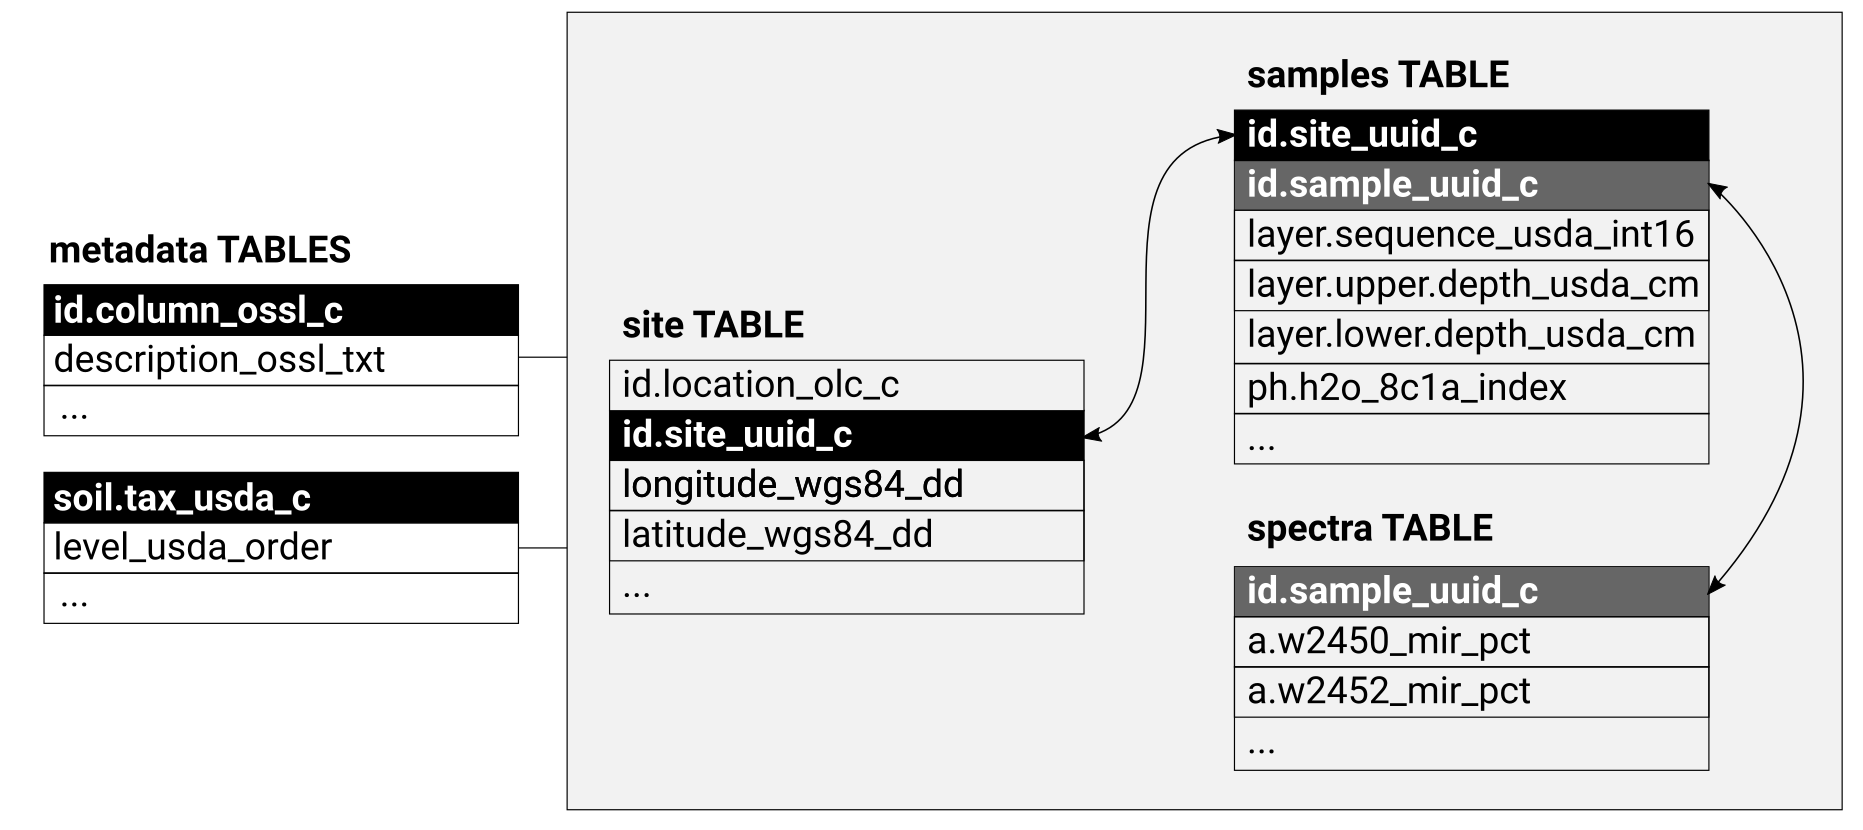 metadata TABLES
id.column_ossl_c
description_ossl_txt
...
soil.tax_usda_c
level_usda_order
...
site TABLE
id.location_olc_c
id.site_uuid_c
longitude_wgs84_dd
latitude_wgs84_dd
...
samples TABLE
id.site_uuid_c
id.sample_uuid_c
layer.sequence_usda_int16
layer.upper.depth_usda_cm
layer.lower.depth_usda_cm
ph.h2o_8c1a_index
...
spectra TABLE
id.sample_uuid_c
a.w2450_mir_pct
a.w2452_mir_pct
...